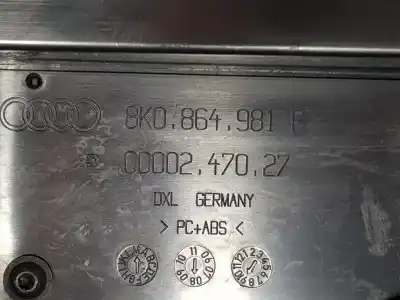 8K0.864.981
00002.470.27
DXL GERMANY
> PC+ABS <